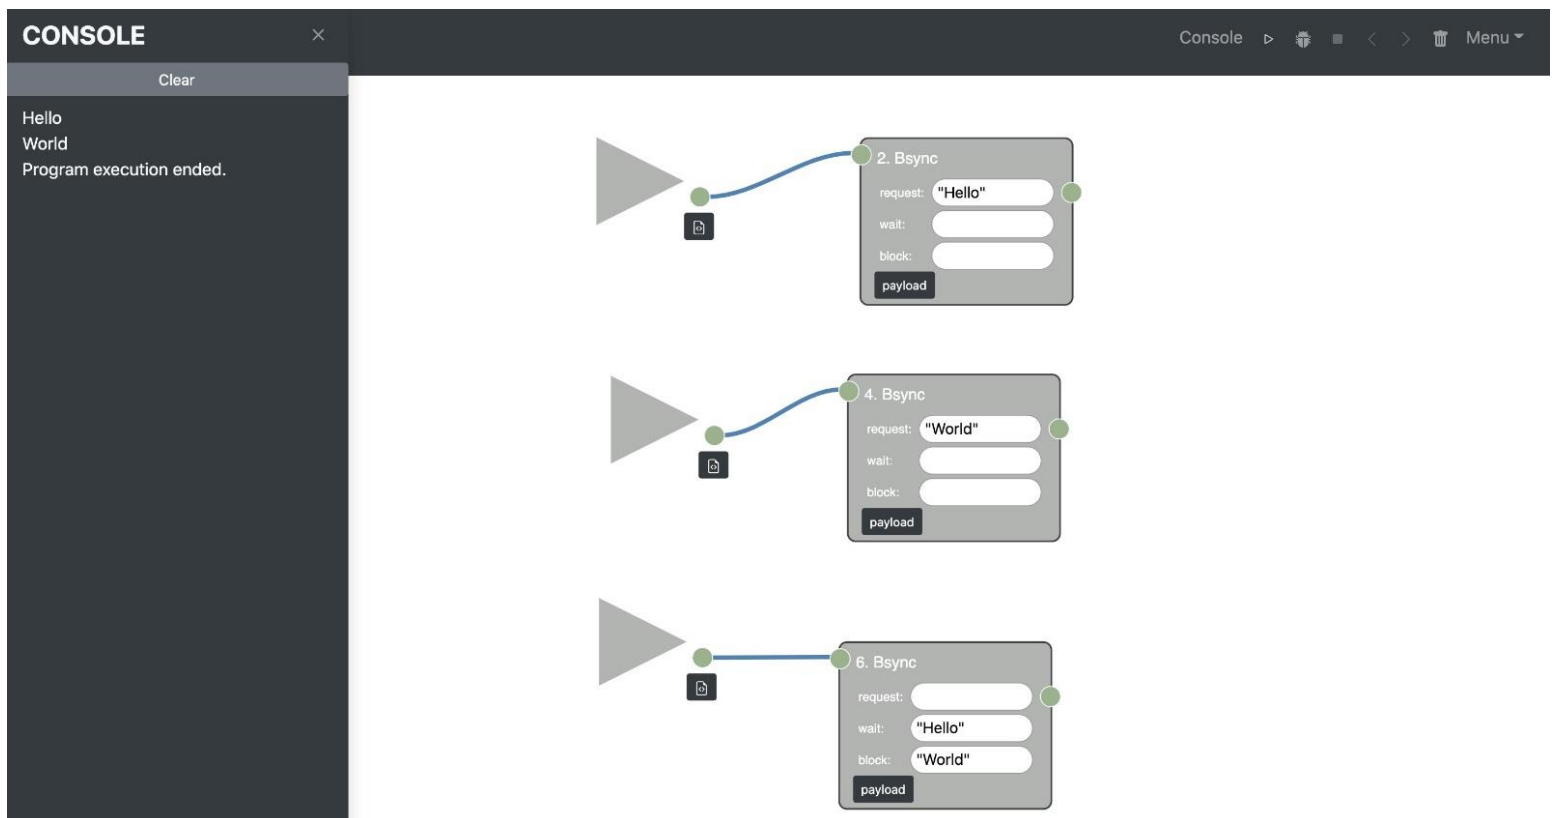 CONSOLE
Clear
Hello
World
Program execution ended.
Console
Menu
2. Bsync
request: "Hello"
wait:
block:
payload
4. Bsync
request: "World"
wait:
block:
payload
6. Bsync
request:
wait: "Hello"
block: "World"
payload